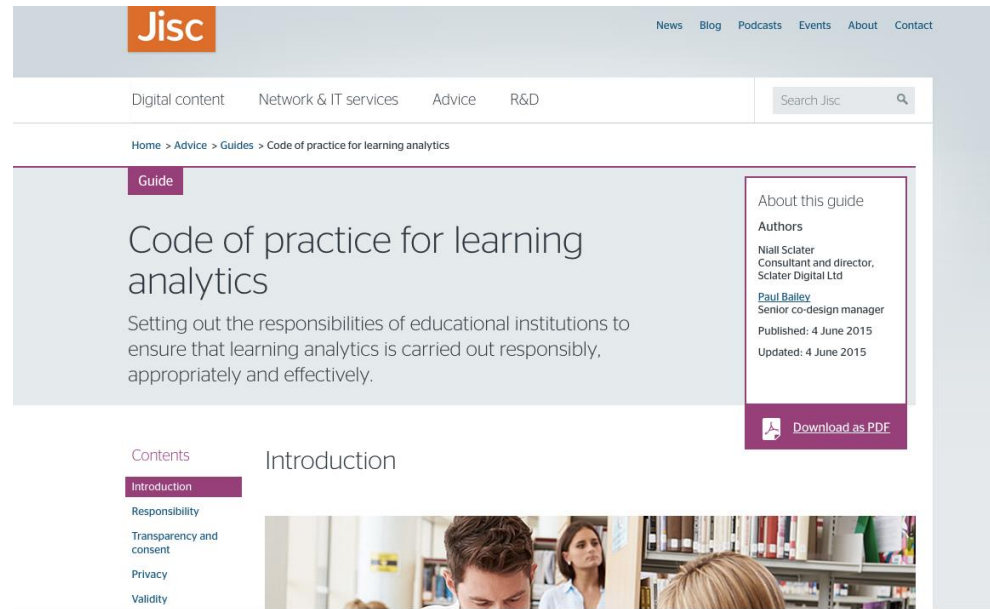 Jisc
News Blog Podcasts Events About Contact
Digital content Network & IT services Advice R&D
Search Jisc
Home > Advice > Guides > Code of practice for learning analytics
Guide
Code of practice for learning
analytics
Setting out the responsibilities of educational institutions to
ensure that learning analytics is carried out responsibly,
appropriately and effectively.
About this guide
Authors
Niall Sclater
Consultant and director,
Sclater Digital Ltd
Paul Bailey
Senior co-design manager
Published: 4 June 2015
Updated: 4 June 2015
Download as PDF
Contents
Introduction
Responsibility
Transparency and
consent
Privacy
Validity
Introduction